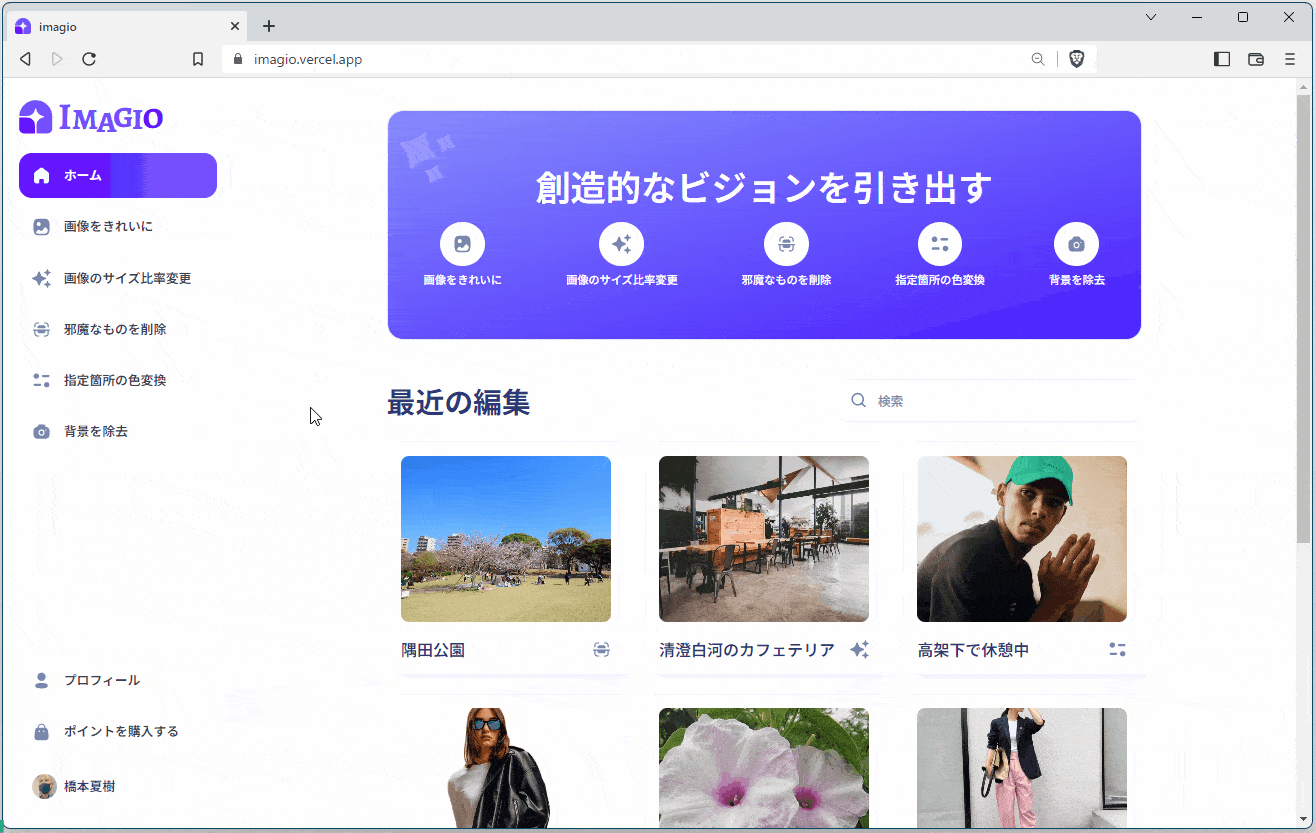 imagio
imagio.vercel.app
IMAGIO
ホーム
画像をきれいに
画像のサイズ比率変更
邪魔なものを削除
指定箇所の色変換
背景を除去
プロフィール
ポイントを購入する
橋本夏樹
創造的なビジョンを引き出す
画像をきれいに
画像のサイズ比率変更
邪魔なものを削除
指定箇所の色変換
背景を除去
最近の編集
検索
隅田公園
清澄白河のカフェテリア
高架下で休憩中